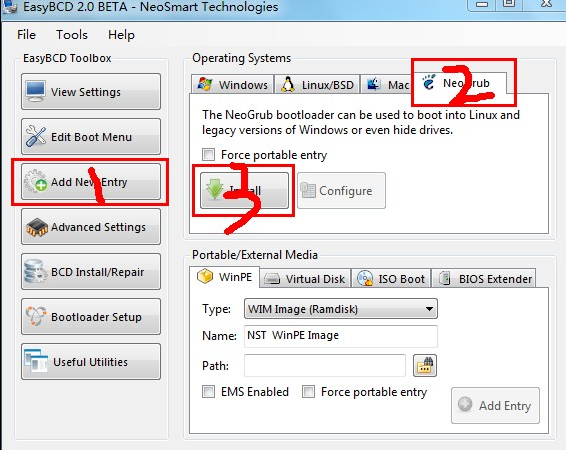 EasyBCD 2.0 BETA - NeoSmart Technologies
File Tools Help
EasyBCD Toolbox
View Settings
Edit Boot Menu
Add New Entry
1
Advanced Settings
BCD Install/Repair
Bootloader Setup
Useful Utilities
Operating Systems
Windows Linux/BSD Mac NeoGrub
2
The NeoGrub bootloader can be used to boot into Linux and
legacy versions of Windows or even hide drives.
Force portable entry
Install Configure
3
Portable/External Media
WinPE Virtual Disk ISO Boot BIOS Extender
Type: WIM Image (Ramdisk)
Name: NST WinPE Image
Path:
EMS Enabled Force portable entry
Add Entry